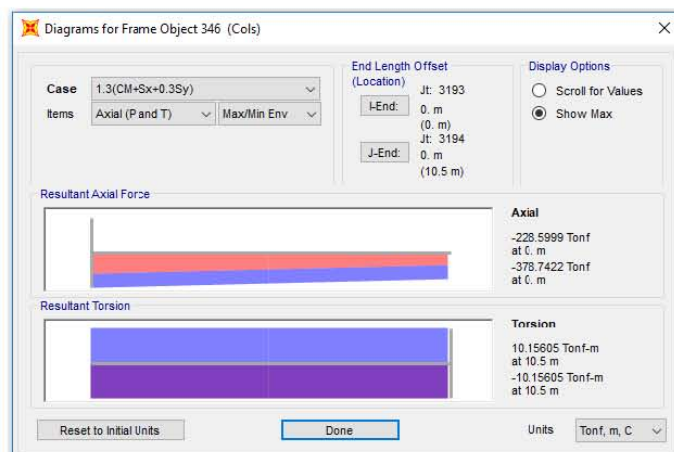 Diagrams for Frame Object 346 (Cols)
Case
1.3(CM+Sx+0.3Sy)
Items
Axial (P and T)
Max/Min Env
End Length Offset
(Location)
I-End:
Jt: 3193
0. m
(0. m)
J-End:
Jt: 3194
0. m
(10.5 m)
Display Options
Scroll for Values
Show Max
Resultant Axial Force
Axial
-228.5999 Tonf
at 0. m
-378.7422 Tonf
at 0. m
Resultant Torsion
Torsion
10.15605 Tonf-m
at 10.5 m
-10.15605 Tonf-m
at 10.5 m
Reset to Initial Units
Done
Units
Tonf, m, C